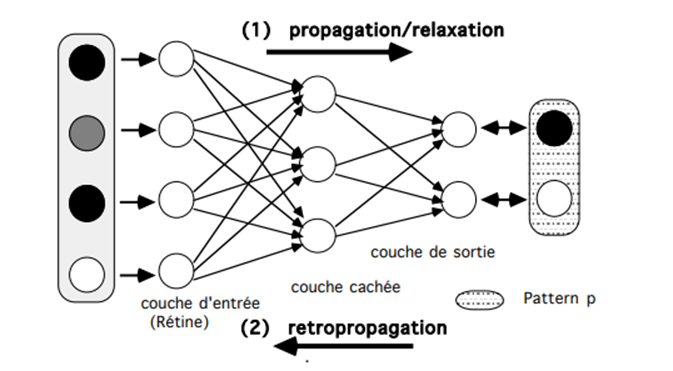 (1) propagation/relaxation
couche de sortie
couche cachée
couche d'entrée
(Rétine)
Pattern p
(2) retropropagation